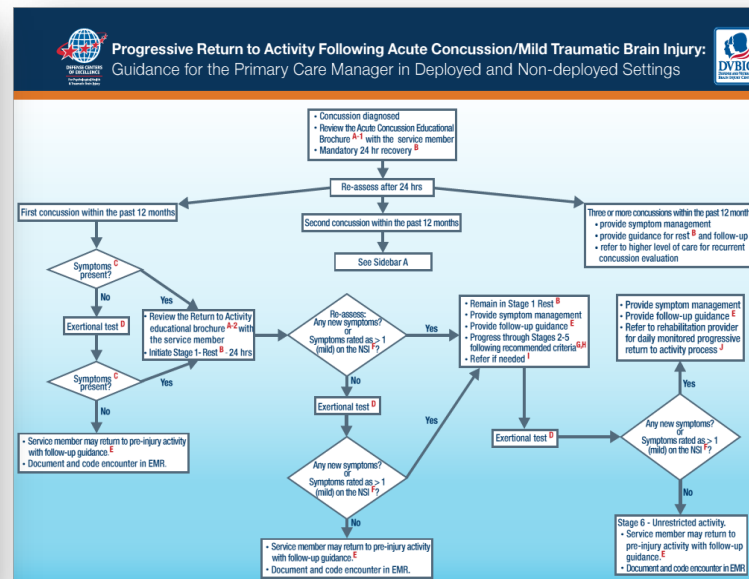 Progressive Return to Activity Following Acute Concussion/Mild Traumatic Brain Injury:
Guidance for the Primary Care Manager in Deployed and Non-deployed Settings
DEFENSE CENTERS
OF EXCELLENCE
For Psychological Health
& Traumatic Brain Injury
DVBIC
• Concussion diagnosed
• Review the Acute Concussion Educational
Brochure A-1 with the service member
• Mandatory 24 hr recovery B
Re-assess after 24 hrs
First concussion within the past 12 months
Second concussion within the past 12 months
See Sidebar A
Three or more concussions within the past 12 month
• provide symptom management
• provide guidance for rest B and follow-up
• refer to higher level of care for recurrent
concussion evaluation
Symptoms C
present?
Yes
No
Exertional test D
Symptoms C
present?
Yes
No
• Service member may return to pre-injury activity
with follow-up guidance. E
• Document and code encounter in EMR.
• Review the Return to Activity
educational brochure A-2 with
the service member
• Initiate Stage 1- Rest B - 24 hrs
Re-assess:
Any new symptoms?
or
Symptoms rated as > 1
(mild) on the NSI F?
Yes
No
Exertional test D
Any new symptoms?
or
Symptoms rated as > 1
(mild) on the NSI F?
Yes
No
• Service member may return to pre-injury activity
with follow-up guidance. E
• Document and code encounter in EMR.
• Remain in Stage 1 Rest B
• Provide symptom management
• Provide follow-up guidance E
• Progress through Stages 2-5
following recommended criteria G,H
• Refer if needed I
Exertional test D
Any new symptoms?
or
Symptoms rated as > 1
(mild) on the NSI F?
Yes
• Provide symptom management
• Provide follow-up guidance E
• Refer to rehabilitation provider
for daily monitored progressive
return to activity process J
No
Stage 6 - Unrestricted activity.
• Service member may return to
pre-injury activity with follow-up
guidance. E
• Document and code encounter in EMR